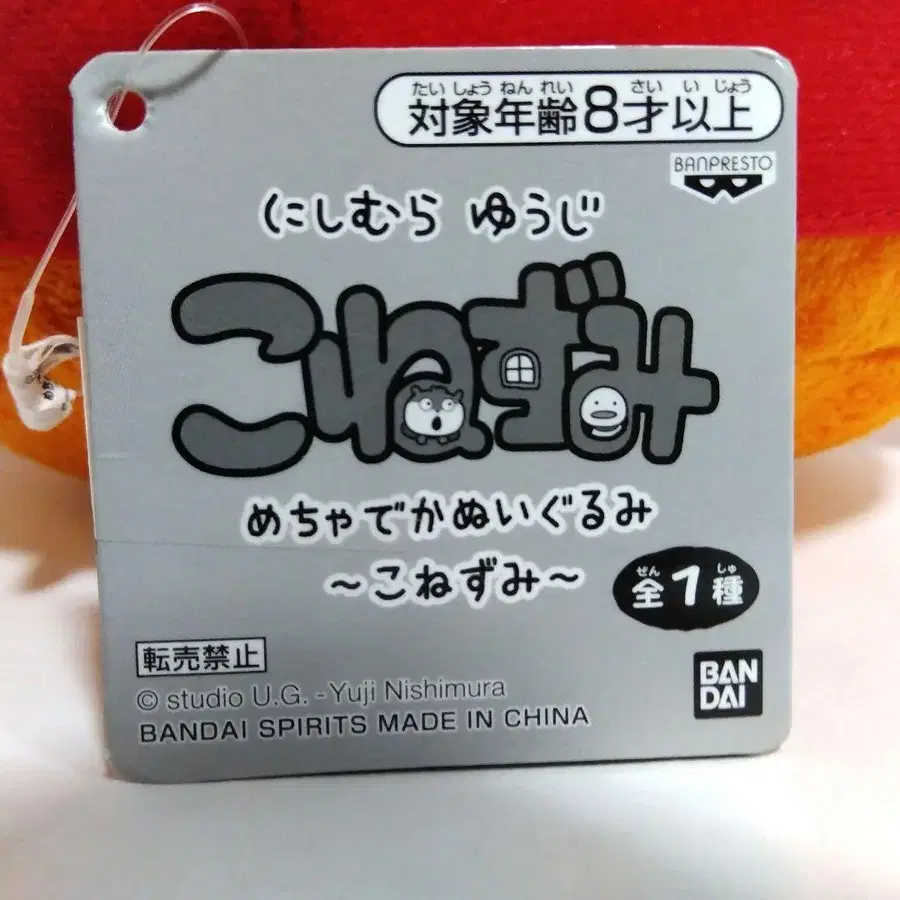 たいしょうねんれい さいいじょう
対象年齢8才以上
BANPRESTO
にしむら ゆうじ
こねずみ
めちゃでかぬいぐるみ
～こねずみ～
ぜん しゅ
全1種
転売禁止
© studio U.G. - Yuji Nishimura
BANDAI SPIRITS MADE IN CHINA
BAN
DAI